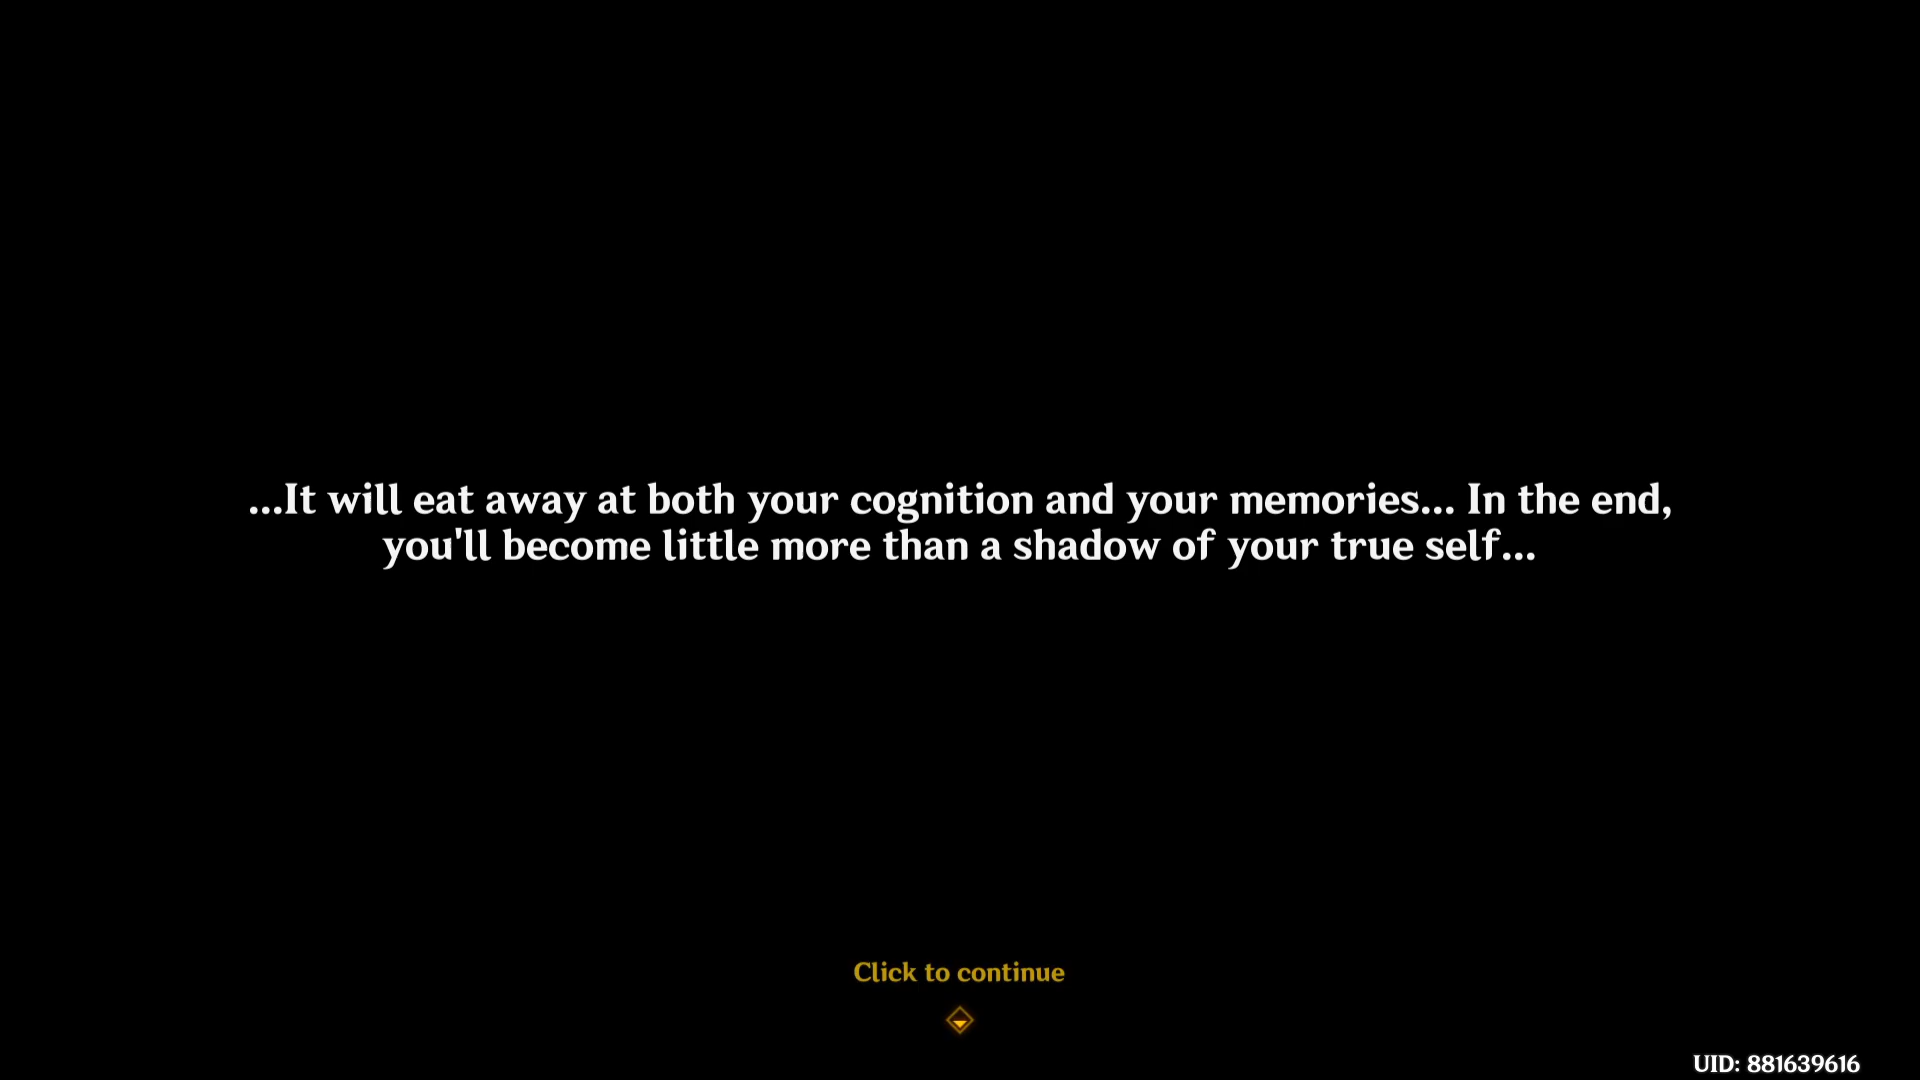 ...It will eat away at both your cognition and your memories... In the end,
you'll become little more than a shadow of your true self...
Click to continue
UID: 881639616